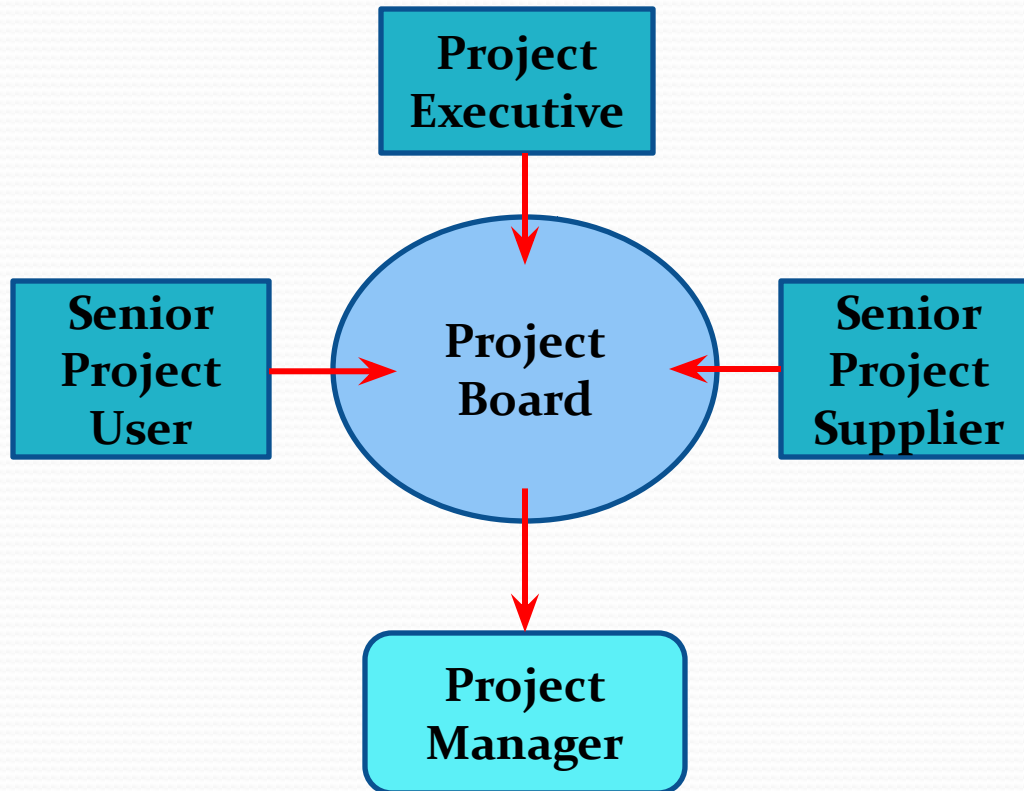 Project
Executive
Senior
Project
User
Project
Board
Senior
Project
Supplier
Project
Manager